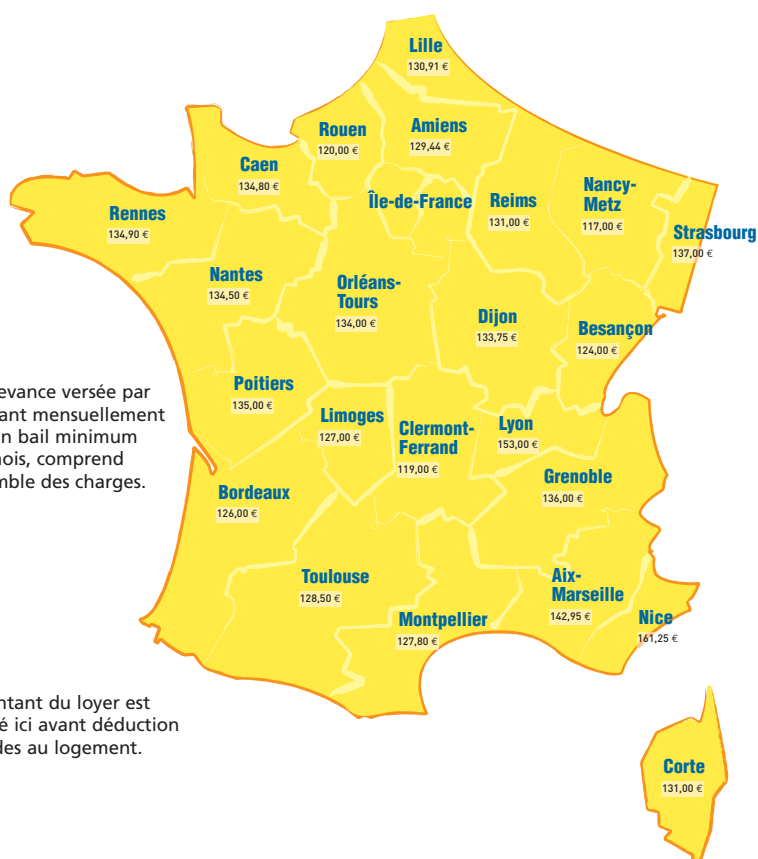 Lille
130,91 €
Rouen
120,00 €
Amiens
129,44 €
Caen
134,80 €
Île-de-France
Reims
131,00 €
Nancy-
Metz
117,00 €
Strasbourg
137,00 €
Rennes
134,90 €
Nantes
134,50 €
Orléans-
Tours
134,00 €
Dijon
133,75 €
Besançon
124,00 €
evance versée par
ant mensuellement
n bail minimum
nois, comprend
mble des charges.
Poitiers
135,00 €
Limoges
127,00 €
Clermont-
Ferrand
119,00 €
Lyon
153,00 €
Grenoble
136,00 €
Bordeaux
126,00 €
Toulouse
128,50 €
Montpellier
127,80 €
Aix-
Marseille
142,95 €
Nice
161,25 €
ntant du loyer est
é ici avant déduction
des au logement.
Corte
131,00 €